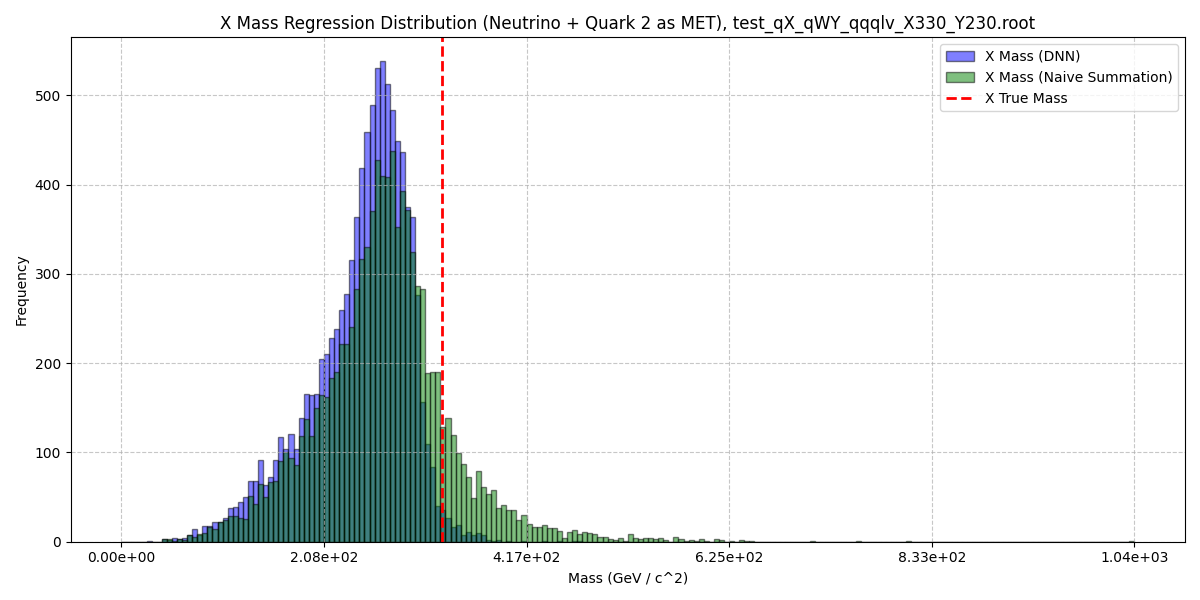 X Mass Regression Distribution (Neutrino + Quark 2 as MET), test_qX_qWY_qqqlv_X330_Y230.root
X Mass (DNN)
X Mass (Naive Summation)
X True Mass
Frequency
500
400
300
200
100
0
0.00e+00 2.08e+02 4.17e+02 6.25e+02 8.33e+02 1.04e+03
Mass (GeV / c^2)